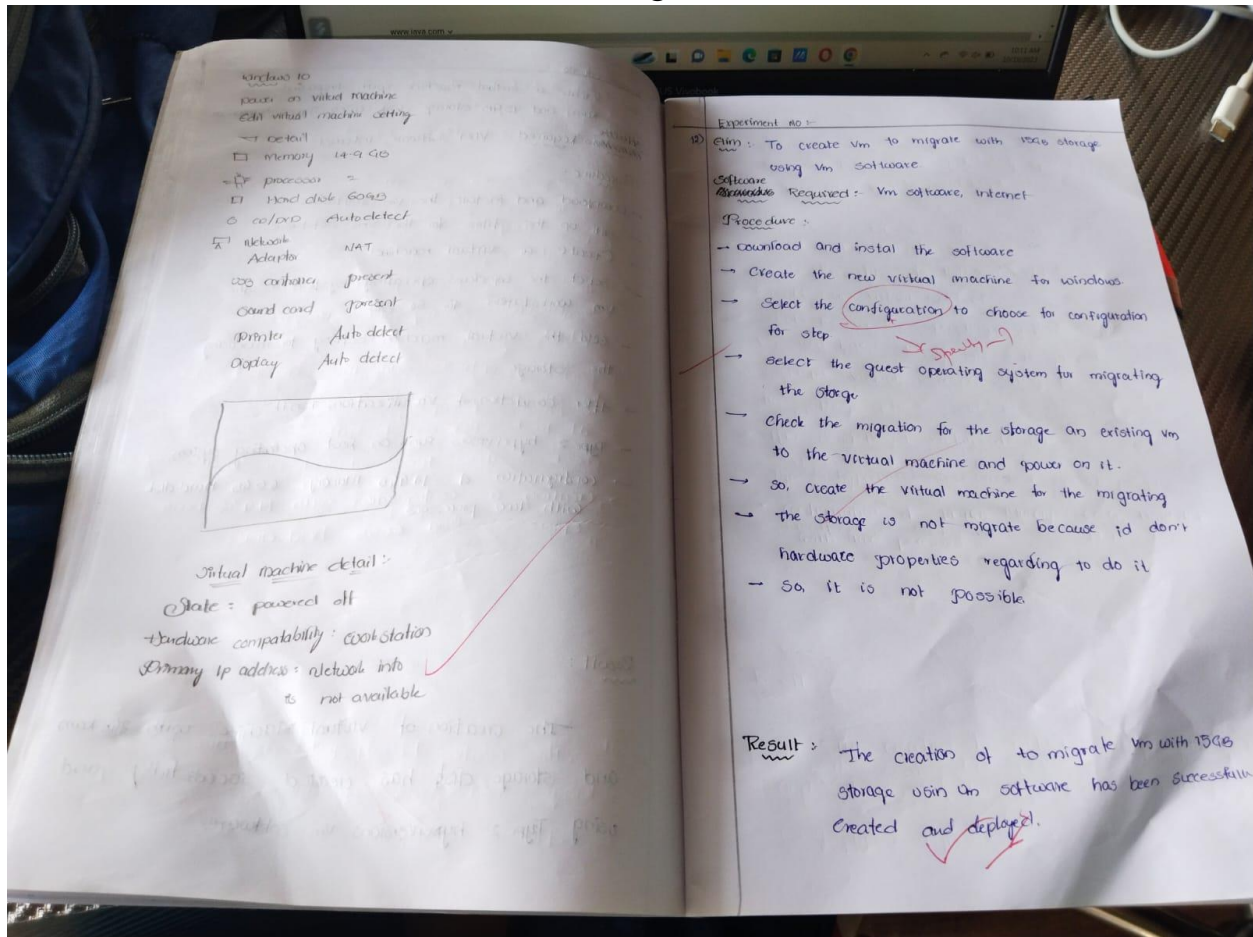 www.java.com
10:12 AM
Windows 10
power on virtual machine
Edit virtual machine setting
Detail
memory 14.9 GB
processor 2
Hard disk 60GB
CD/DVD Autodetect
Network NAT
Adaptor
present
Sound card present
Printer Auto detect
Display Auto detect
Virtual machine detail :-
State : powered off
Hardware compatability : workstation
Primary IP address : Network info
is not available
Experiment no :-
12) Aim : To create Vm to migrate with 15GB storage
using Vm software
Software
Required :- Vm software, internet
Procedure :
→ Download and instal the software
→ Create the new virtual machine for windows
→ Select the configuration to choose for configuration
for step
specify
→ select the guest operating system for migrating
the storge
→ check the migration for the storage an existing vm
to the virtual machine and power on it.
→ so, create the virtual machine for the migrating
→ The storage is not migrate because id don't
hardware properties regarding to do it
→ So, it is not possible.
Result : The creation of to migrate Vm with 15GB
storage usin Vm software has been successfull
created and deployed.